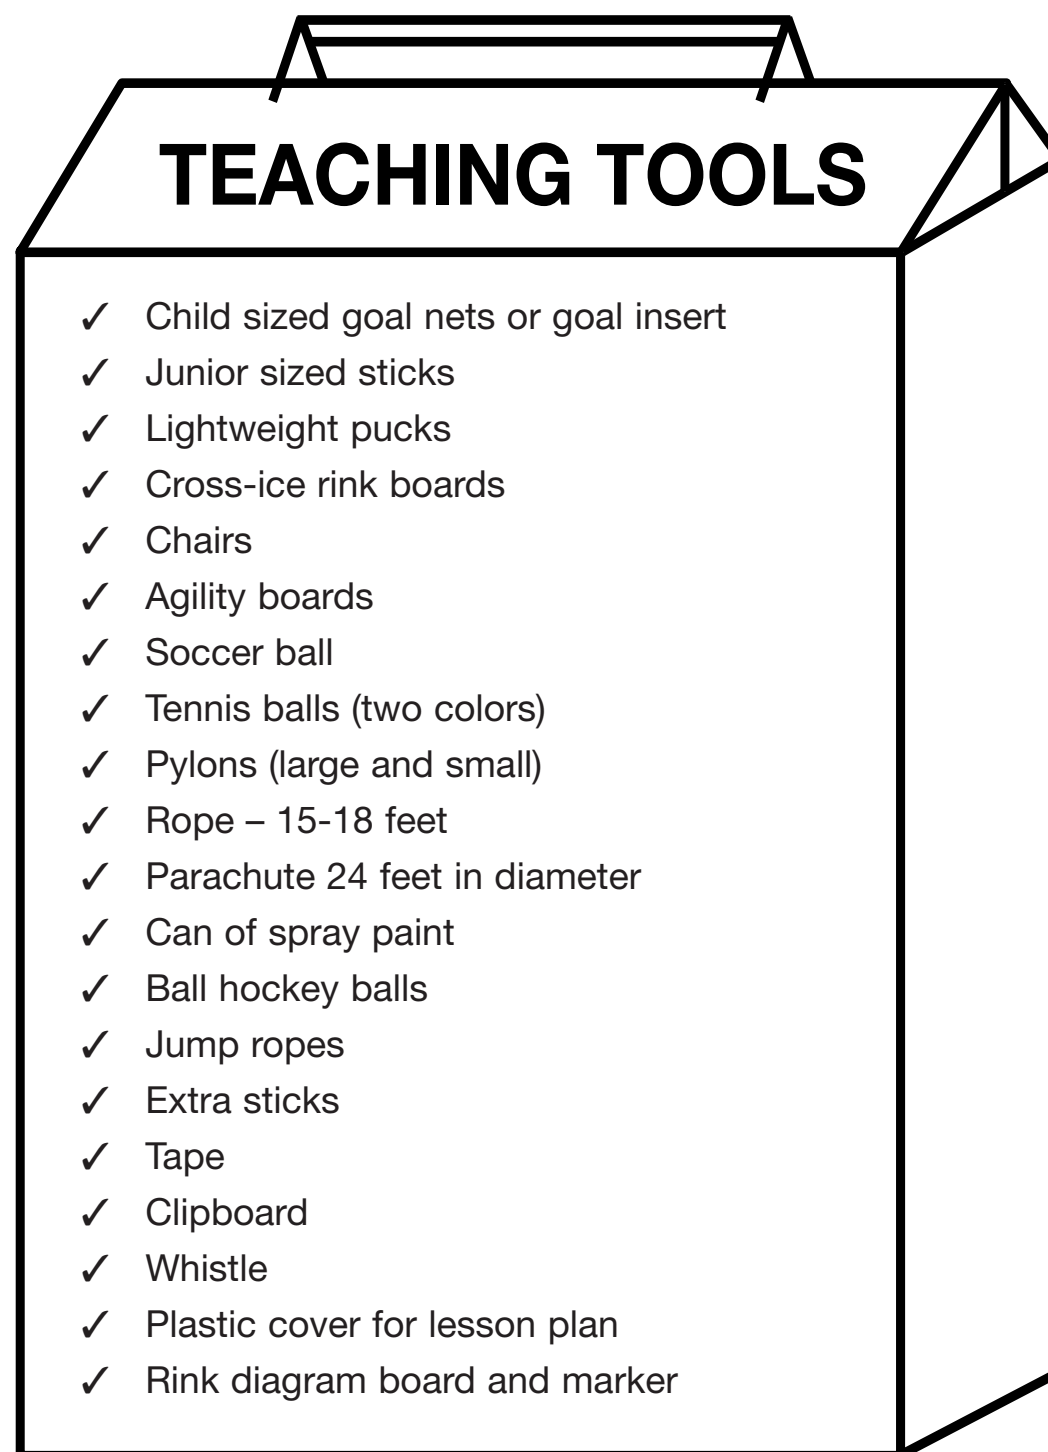 TEACHING TOOLS
✓ Child sized goal nets or goal insert
✓ Junior sized sticks
✓ Lightweight pucks
✓ Cross-ice rink boards
✓ Chairs
✓ Agility boards
✓ Soccer ball
✓ Tennis balls (two colors)
✓ Pylons (large and small)
✓ Rope – 15-18 feet
✓ Parachute 24 feet in diameter
✓ Can of spray paint
✓ Ball hockey balls
✓ Jump ropes
✓ Extra sticks
✓ Tape
✓ Clipboard
✓ Whistle
✓ Plastic cover for lesson plan
✓ Rink diagram board and marker